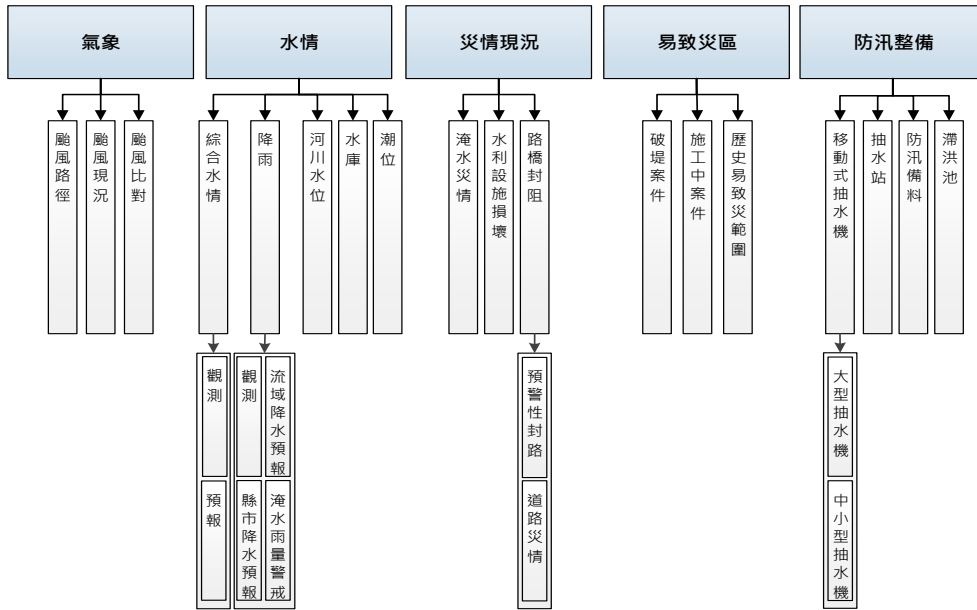 氣象
水情
災情現況
易致災區
防汛整備
颱風路徑
颱風現況
颱風比對
綜合水情
降雨
河川水位
水庫
潮位
淹水災情
水利設施損壞
路橋封阻
破堤案件
施工中案件
歷史易致災範圍
移動式抽水機
抽水站
防汛備料
滯洪池
觀測
預報
觀測
流域降水預報
縣市降水預報
淹水雨量警戒
預警性封路
道路災情
大型抽水機
中小型抽水機